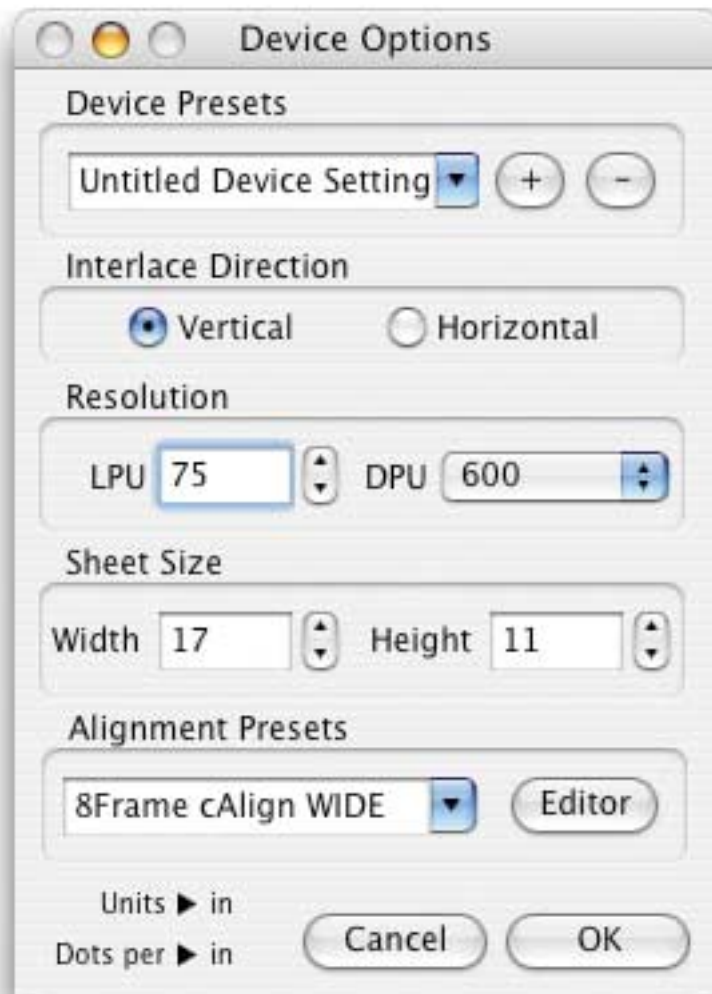 Device Options
Device Presets
Untitled Device Setting + -
Interlace Direction
Vertical Horizontal
Resolution
LPU 75 DPU 600
Sheet Size
Width 17 Height 11
Alignment Presets
8Frame cAlign WIDE Editor
Units ▶ in
Dots per ▶ in
Cancel OK